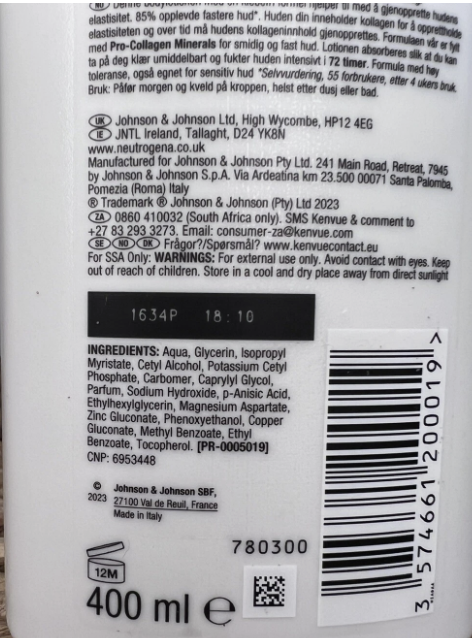 NO Denne bodylotionen med en hjelper til med å gjenopprette hudens
elastisitet. 85% opplevde fastere hud*. Huden din inneholder kollagen for å opprettholde
elastisiteten og over tid må hudens kollageninnhold gjenopprettes. Formulaen vår er fylt
med Pro-Collagen Minerals for smidig og fast hud. Lotionen absorberes slik at du kan
ta på deg klær umiddelbart og fukter huden intensivt i 72 timer. Formula med høy
toleranse, også egnet for sensitiv hud *Selvvurdering, 55 forbrukere, etter 4 ukers bruk.
Bruk: Påfør morgen og kveld på kroppen, helst etter dusj eller bad.
UK Johnson & Johnson Ltd, High Wycombe, HP12 4EG
IE JNTL Ireland, Tallaght, D24 YK8N
www.neutrogena.co.uk
Manufactured for Johnson & Johnson Pty Ltd. 241 Main Road, Retreat, 7945
by Johnson & Johnson S.p.A. Via Ardeatina km 23.500 00071 Santa Palomba,
Pomezia (Roma) Italy
® Trademark ® Johnson & Johnson (Pty) Ltd 2023
ZA 0860 410032 (South Africa only). SMS Kenvue & comment to
+27 83 293 3273. Email: consumer-za@kenvue.com
SE NO DK Frågor?/Spørsmål? www.kenvuecontact.eu
For SSA Only: WARNINGS: For external use only. Avoid contact with eyes. Keep
out of reach of children. Store in a cool and dry place away from direct sunlight
1634P 18:10
INGREDIENTS: Aqua, Glycerin, Isopropyl
Myristate, Cetyl Alcohol, Potassium Cetyl
Phosphate, Carbomer, Caprylyl Glycol,
Parfum, Sodium Hydroxide, p-Anisic Acid,
Ethylhexylglycerin, Magnesium Aspartate,
Zinc Gluconate, Phenoxyethanol, Copper
Gluconate, Methyl Benzoate, Ethyl
Benzoate, Tocopherol. [PR-0005019]
CNP: 6953448
© 2023 Johnson & Johnson SBF,
27100 Val de Reuil, France
Made in Italy
780300
12M
400 ml e
3 574661 200019 >